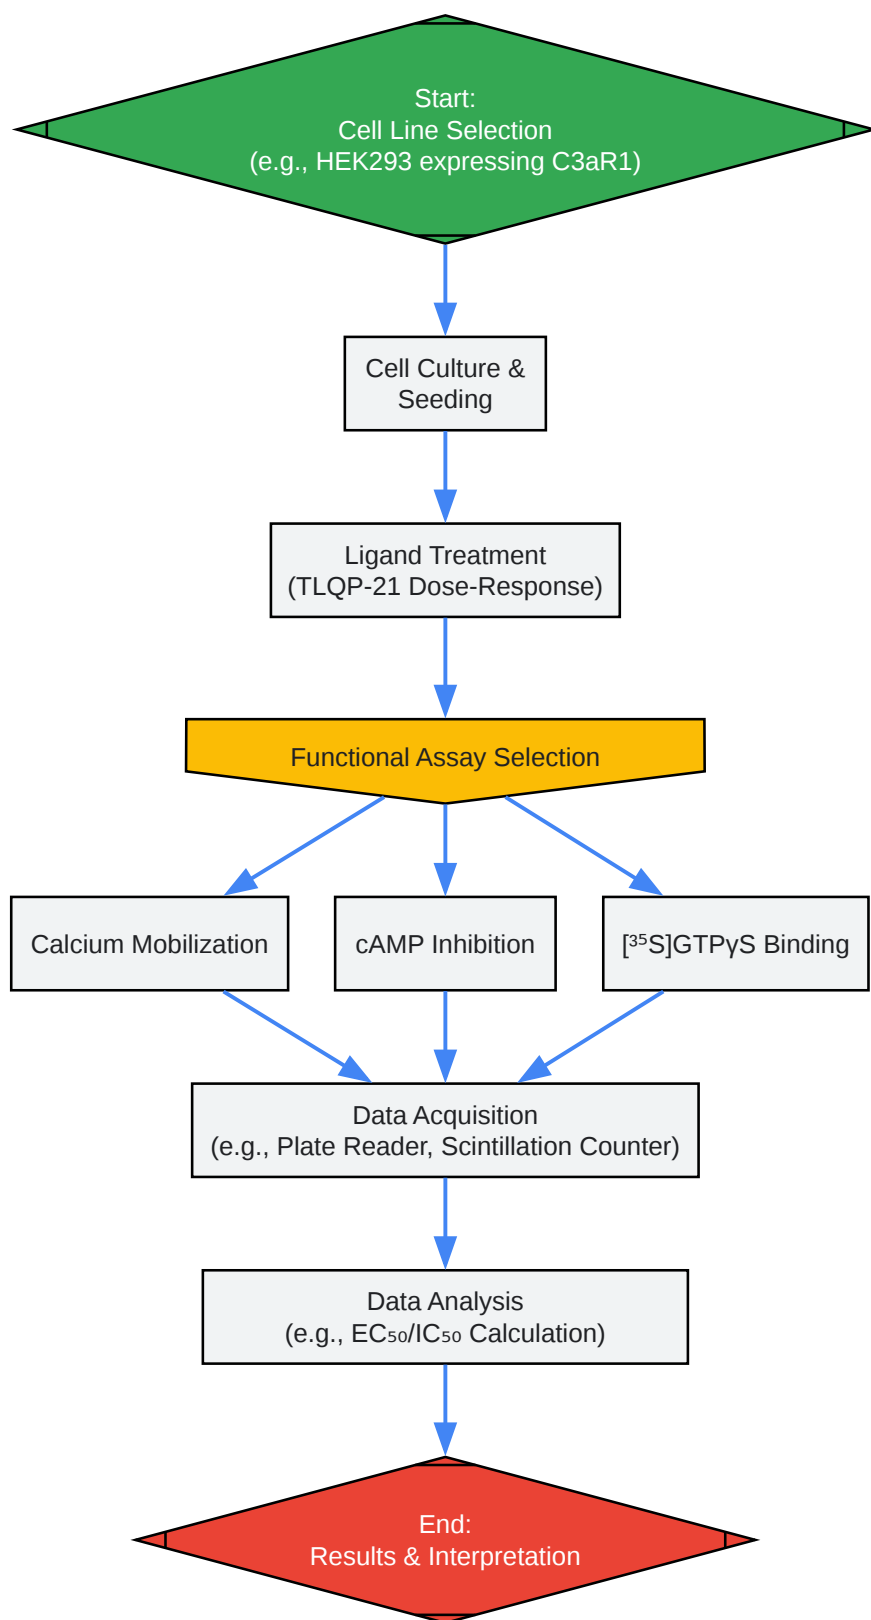 Start:
Cell Line Selection
(e.g., HEK293 expressing C3aR1)
Cell Culture &
Seeding
Ligand Treatment
(TLQP-21 Dose-Response)
Functional Assay Selection
Calcium Mobilization
cAMP Inhibition
[³⁵S]GTPγS Binding
Data Acquisition
(e.g., Plate Reader, Scintillation Counter)
Data Analysis
(e.g., EC₅₀/IC₅₀ Calculation)
End:
Results & Interpretation